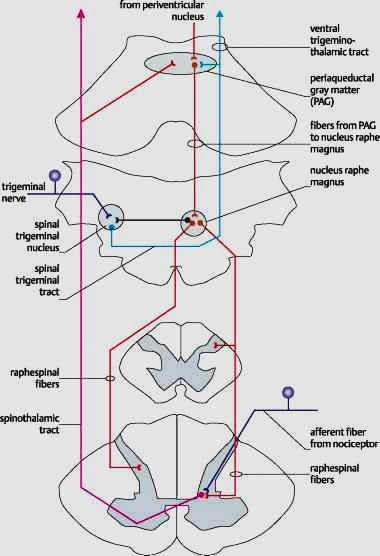 from periventricular
nucleus
ventral
trigemino-
thalamic tract
periaqueductal
gray matter
(PAG)
fibers from PAG
to nucleus raphe
magnus
nucleus raphe
magnus
trigeminal
nerve
spinal
trigeminal
nucleus
spinal
trigeminal
tract
raphespinal
fibers
spinothalamic
tract
afferent fiber
from nociceptor
raphespinal
fibers